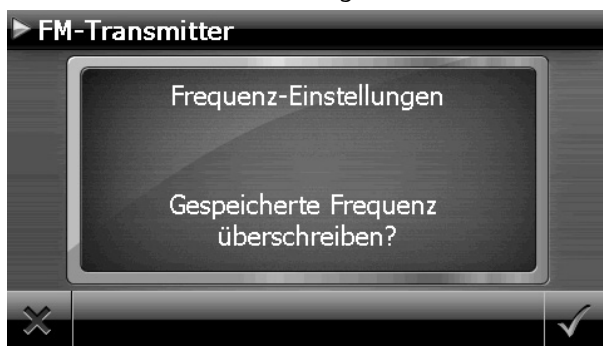 FM-Transmitter
Frequenz-Einstellungen
Gespeicherte Frequenz
überschreiben?